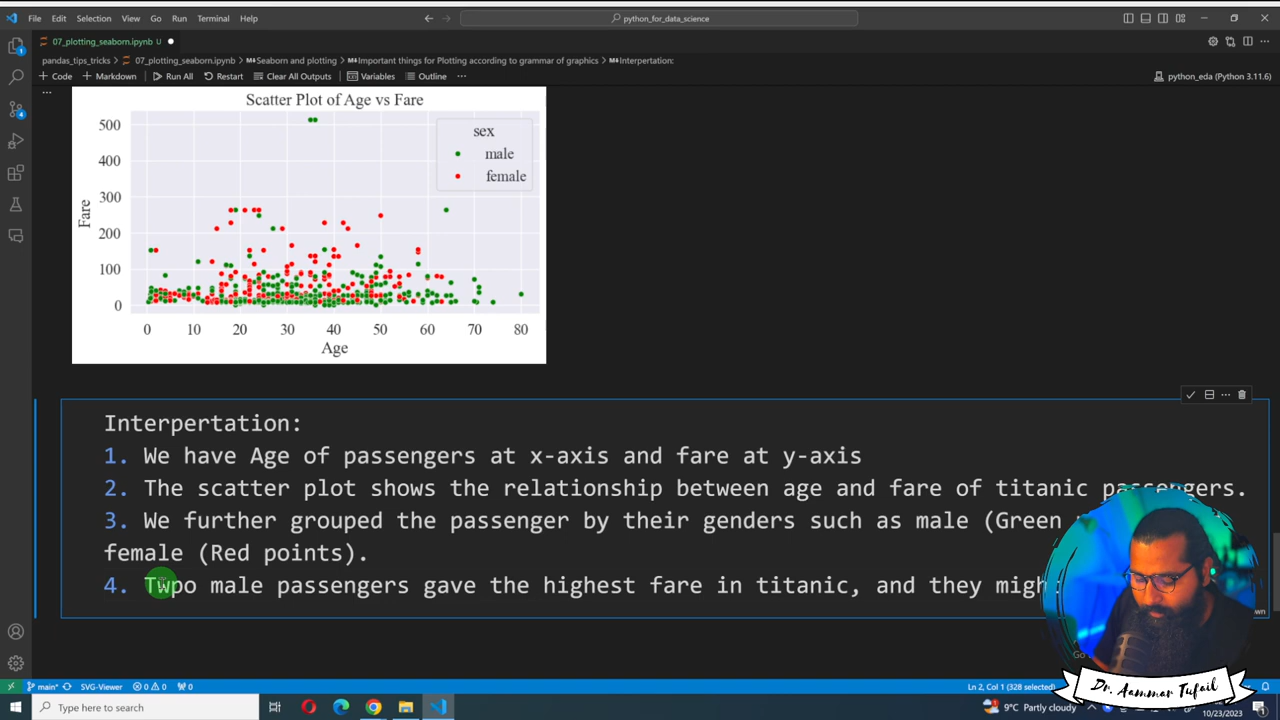 File Edit Selection View Go Run Terminal Help
python_for_data_science
07_plotting_seaborn.ipynb U
pandas_tips_tricks > 07_plotting_seaborn.ipynb > Seaborn and plotting > Important things for Plotting according to grammar of graphics > Interpertation:
+ Code + Markdown Run All Restart Clear All Outputs Variables Outline ...
python_eda (Python 3.11.6)
Scatter Plot of Age vs Fare
500
400
300
200
100
0
Fare
sex
male
female
0 10 20 30 40 50 60 70 80
Age
Interpertation:
1. We have Age of passengers at x-axis and fare at y-axis
2. The scatter plot shows the relationship between age and fare of titanic passengers.
3. We further grouped the passenger by their genders such as male (Green
female (Red points).
4. Twpo male passengers gave the highest fare in titanic, and they might
Dr. Aammar Tufail
main* SVG-Viewer 0 0 0
Ln 2, Col 1 (328 selected)
Type here to search
9°C Partly cloudy
10/23/2023